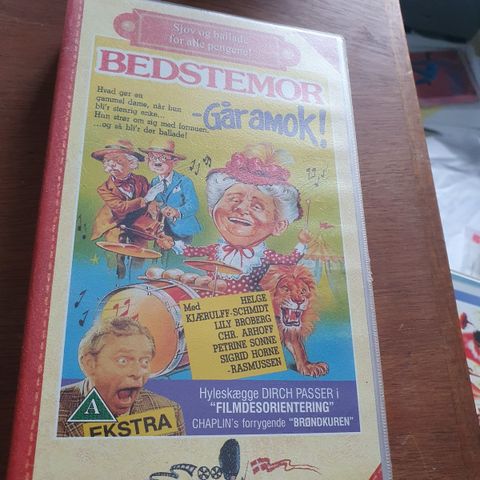 Sjov og ballade
for alle pengene!
BEDSTEMOR
- GåR AMOK!
Hvad gør en
gammel dame, når hun
bli'r stenrig enke...
Hun strør om sig med formuen
...og så bli'r der ballade!
Med
HELGE
KJÆRULFF-SCHMIDT
LILY BROBERG
CHR. ARHOFF
PETRINE SONNE
SIGRID HORNE
-RASMUSSEN
A
EKSTRA
Hyleskægge DIRCH PASSER i
"FILMDESORIENTERING"
CHAPLIN's forrygende "BRØNDKUREN"